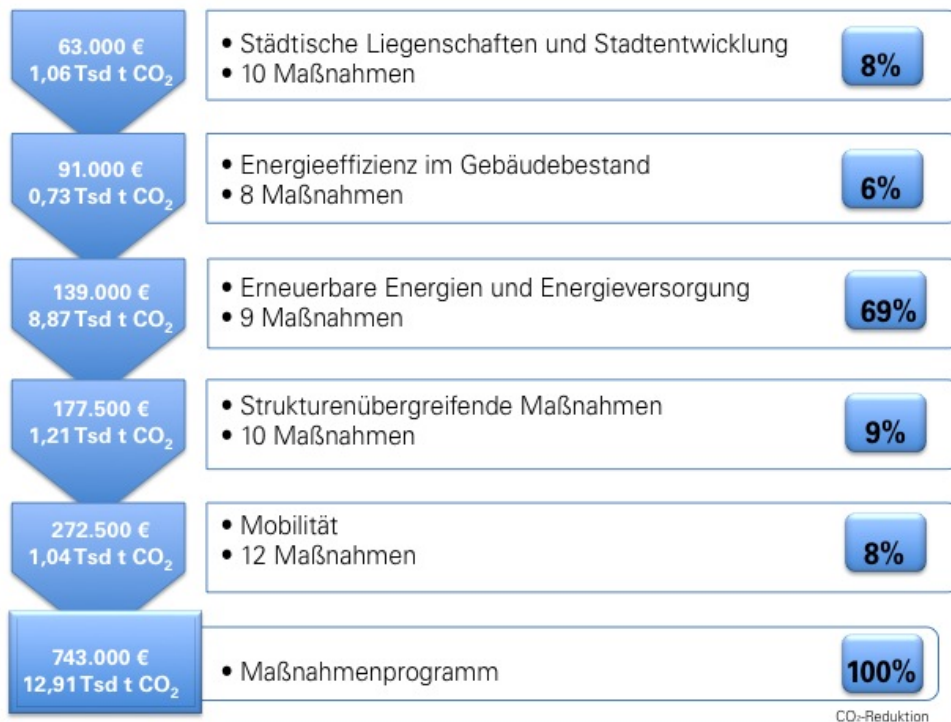 63.000 €
1,06 Tsd t CO₂
• Städtische Liegenschaften und Stadtentwicklung
• 10 Maßnahmen
8%
91.000 €
0,73 Tsd t CO₂
• Energieeffizienz im Gebäudebestand
• 8 Maßnahmen
6%
139.000 €
8,87 Tsd t CO₂
• Erneuerbare Energien und Energieversorgung
• 9 Maßnahmen
69%
177.500 €
1,21 Tsd t CO₂
• Strukturenübergreifende Maßnahmen
• 10 Maßnahmen
9%
272.500 €
1,04 Tsd t CO₂
• Mobilität
• 12 Maßnahmen
8%
743.000 €
12,91 Tsd t CO₂
• Maßnahmenprogramm
100%
CO₂-Reduktion